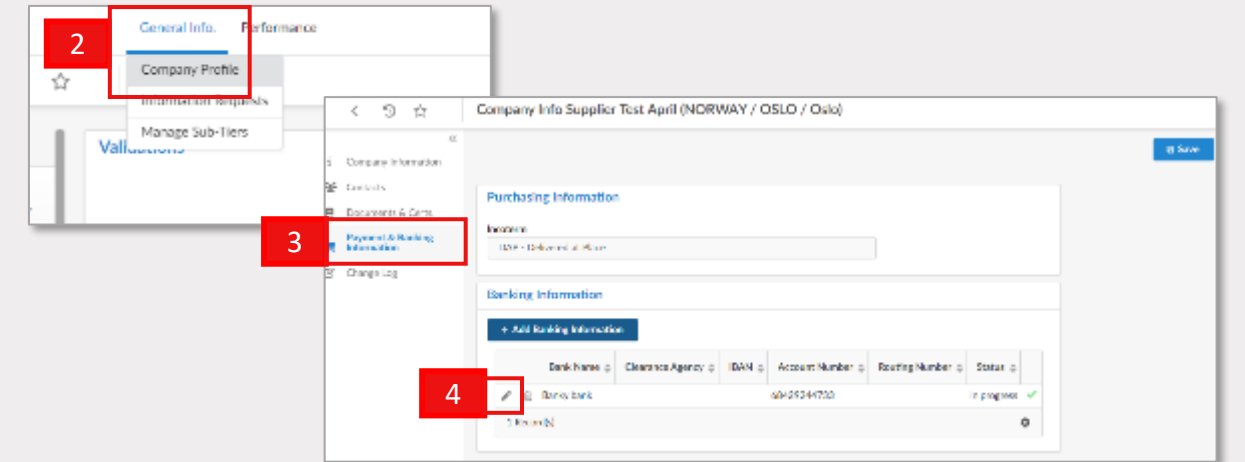 2
General Info. Performance
Company Profile
Information Requests
Manage Sub-Tiers
Validations
Company Info Supplier Test April (NORWAY / OSLO / Oslo)
Save
Company Information
Contacts
Documents & Certs.
3
Payment & Banking
Information
Change Log
Purchasing Information
Incoterm
DAP - Delivered at Place
Banking Information
+ Add Banking Information
Bank Name Clearance Agency IBAN Account Number Routing Number Status
4
Banky bank In progress
1 Record(s)